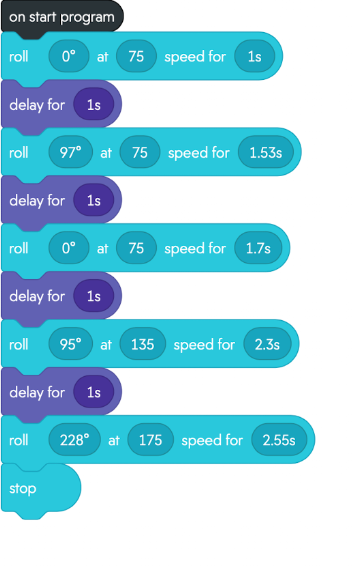 on start program
roll 0° at 75 speed for 1s
delay for 1s
roll 97° at 75 speed for 1.53s
delay for 1s
roll 0° at 75 speed for 1.7s
delay for 1s
roll 95° at 135 speed for 2.3s
delay for 1s
roll 228° at 175 speed for 2.55s
stop